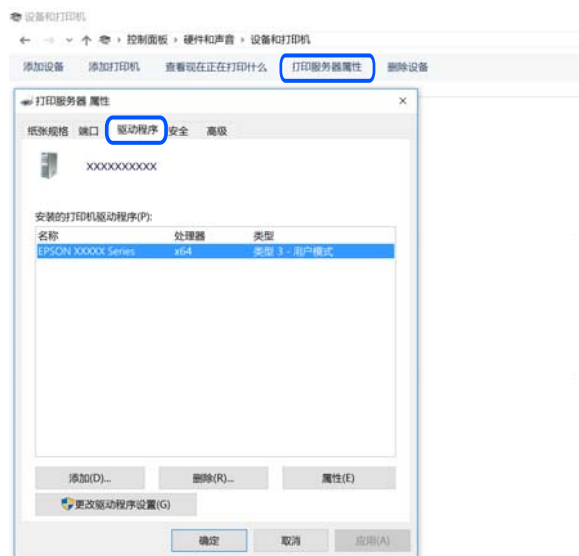 设备和打印机
控制面板 › 硬件和声音 › 设备和打印机
添加设备 添加打印机 查看现在正在打印什么 打印服务器属性 删除设备
打印服务器 属性
纸张规格 端口 驱动程序 安全 高级
XXXXXXXXXX
安装的打印机驱动程序(P):
名称 处理器 类型
EPSON XXXXX Series x64 类型 3 - 用户模式
添加(D)... 删除(R)... 属性(E)
更改驱动程序设置(G)
确定 取消 应用(A)